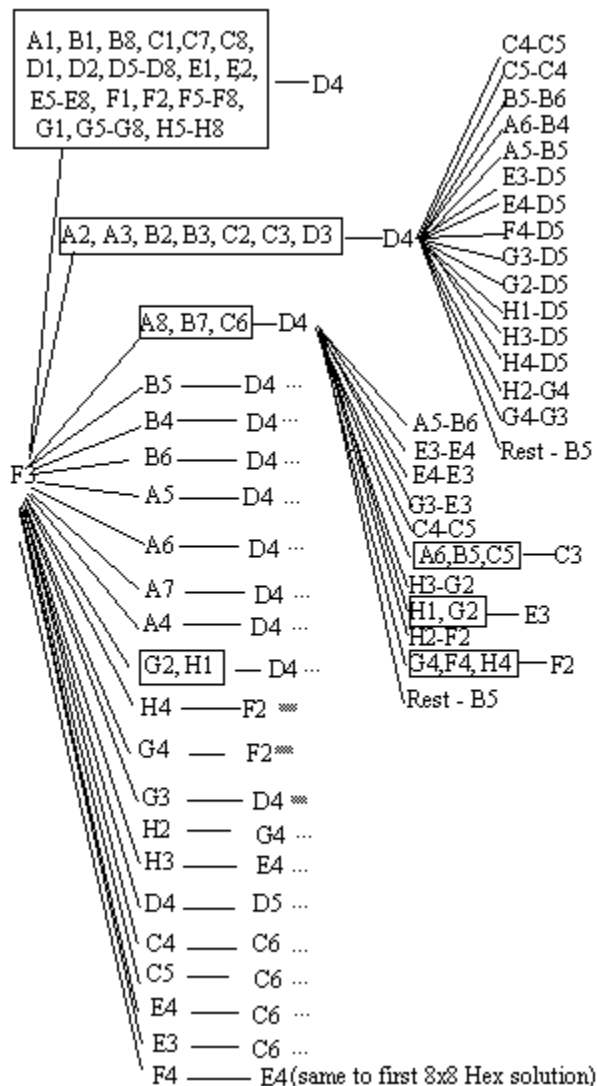 A1, B1, B8, C1,C7, C8,
D1, D2, D5-D8, E1, E2,
E5-E8, F1, F2, F5-F8,
G1, G5-G8, H5-H8
D4
A2, A3, B2, B3, C2, C3, D3
D4
C4-C5
C5-C4
B5-B6
A6-B4
A5-B5
E3-D5
E4-D5
F4-D5
G3-D5
G2-D5
H1-D5
H3-D5
H4-D5
H2-G4
G4-G3
Rest - B5
A8, B7, C6
D4
A5-B6
E3-E4
E4-E3
G3-E3
C4-C5
A6,B5,C5
C3
H3-G2
H1, G2
E3
H2-F2
G4,F4, H4
F2
Rest - B5
F3
B5 D4 ...
B4 D4 ...
B6 D4 ...
A5 D4 ...
A6 D4 ...
A7 D4 ...
A4 D4 ...
G2, H1 D4 ...
H4 F2
G4 F2
G3 D4
H2 G4 ...
H3 E4 ...
D4 D5 ...
C4 C6 ...
C5 C6 ...
E4 C6 ...
E3 C6 ...
F4 E4 (same to first 8x8 Hex solution)